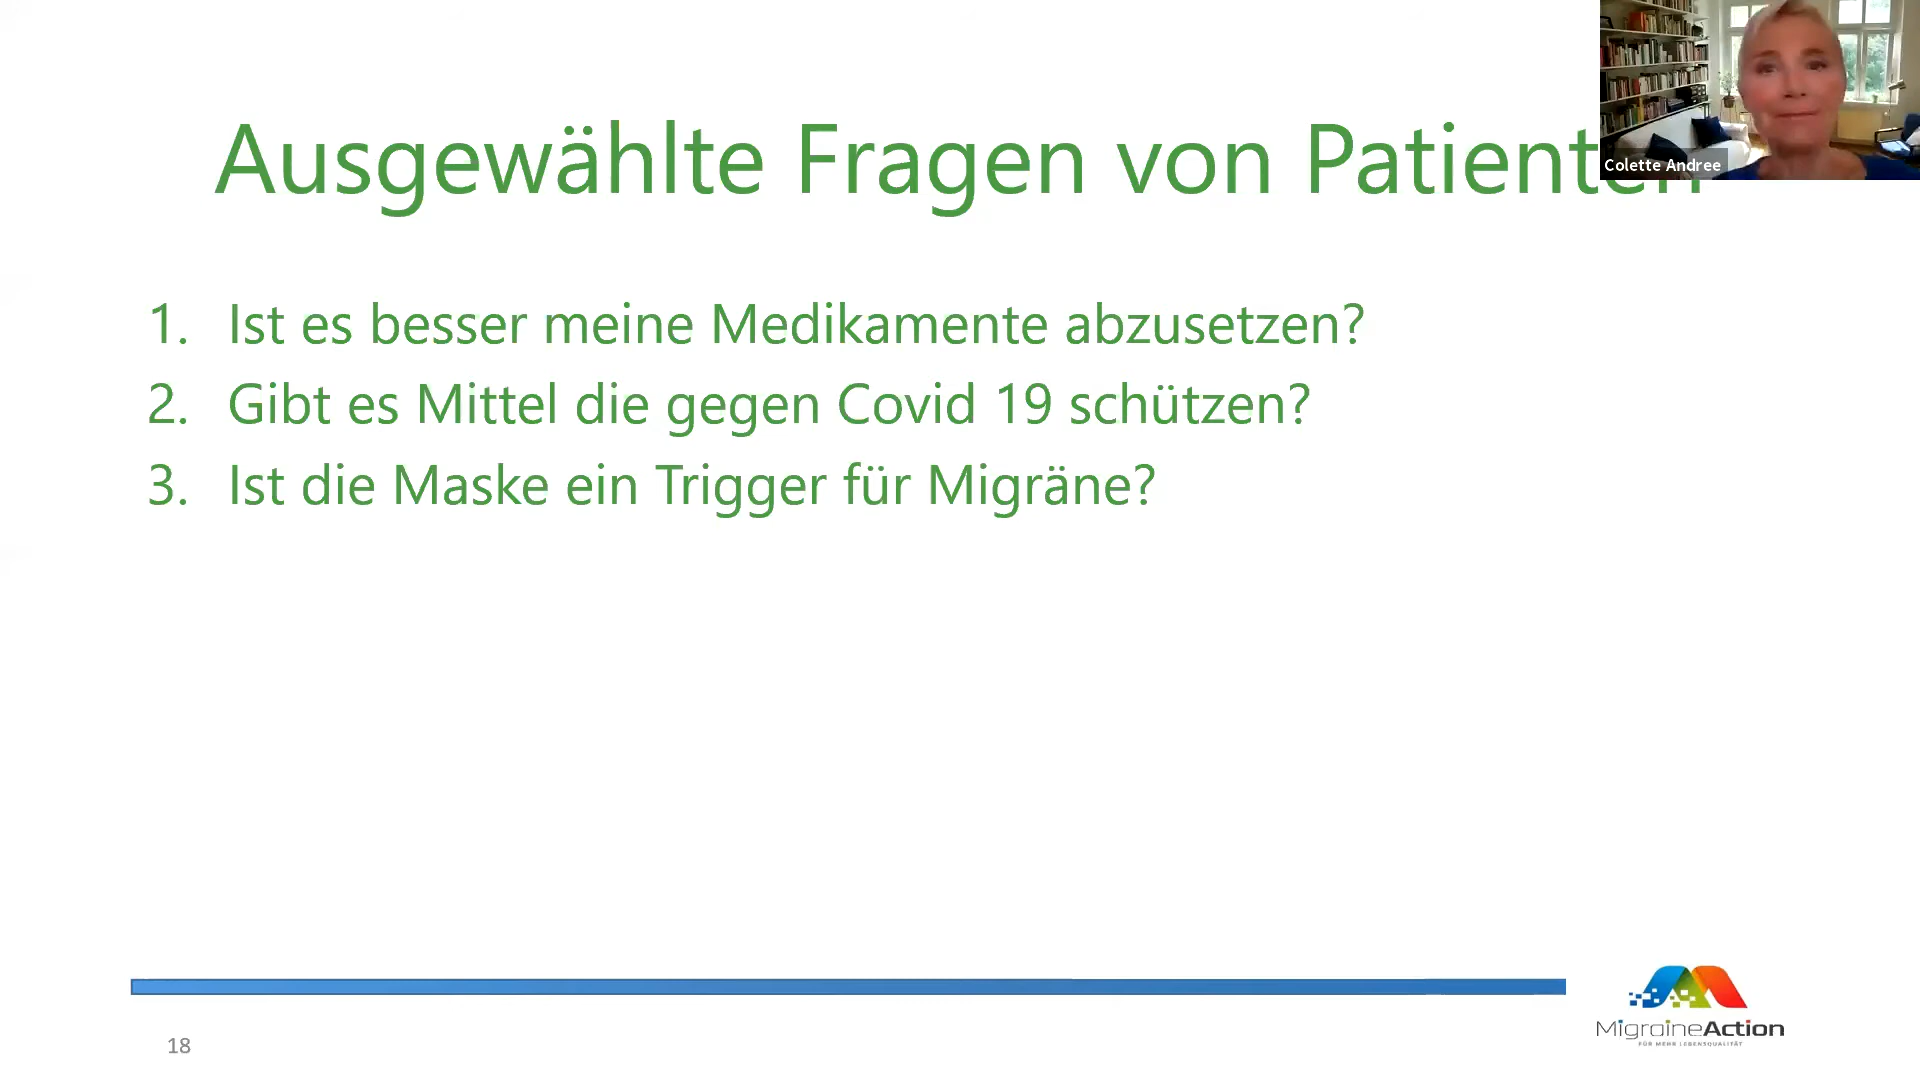 Ausgewählte Fragen von Patienten
Colette Andree
1. Ist es besser meine Medikamente abzusetzen?
2. Gibt es Mittel die gegen Covid 19 schützen?
3. Ist die Maske ein Trigger für Migräne?
18
MigraineAction
FÜR MEHR LEBENSQUALITÄT